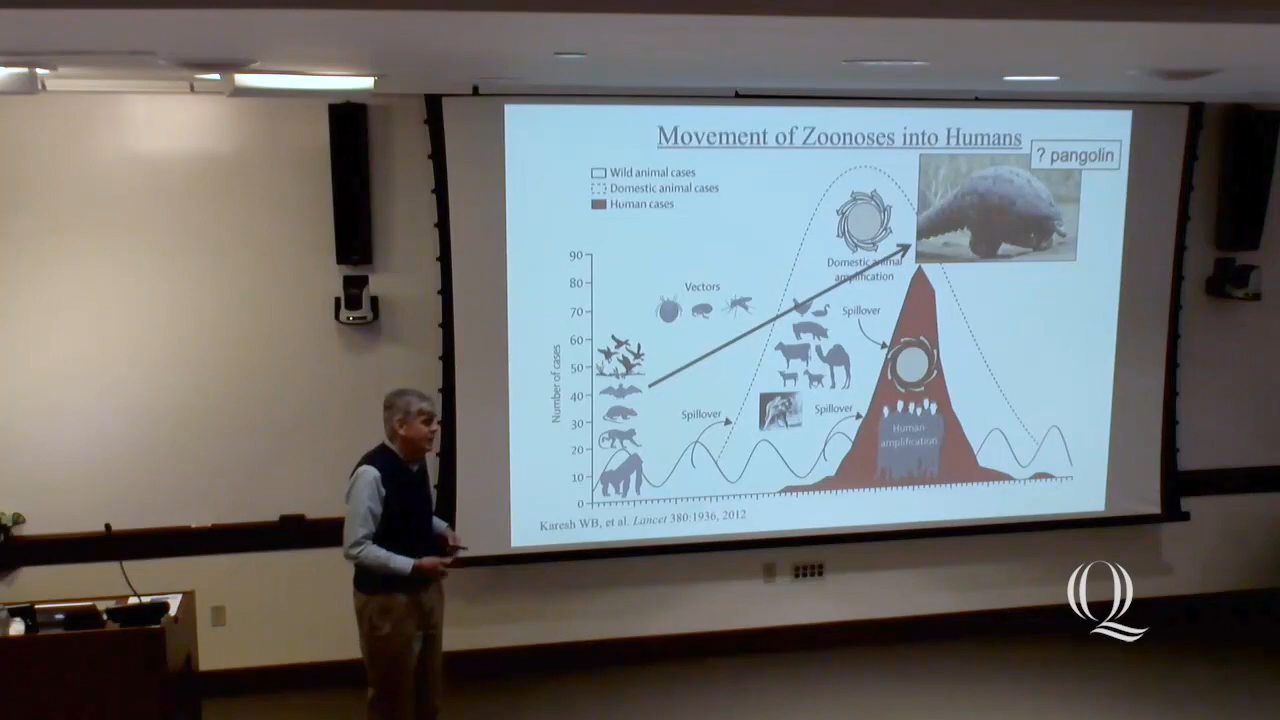 Movement of Zoonoses into Humans
? pangolin
Wild animal cases
Domestic animal cases
Human cases
90
80
70
60
50
40
30
20
10
0
Number of cases
Vectors
Domestic animal
amplification
Spillover
Spillover
Spillover
Human
amplification
Karesh WB, et al. Lancet 380:1936, 2012
Q